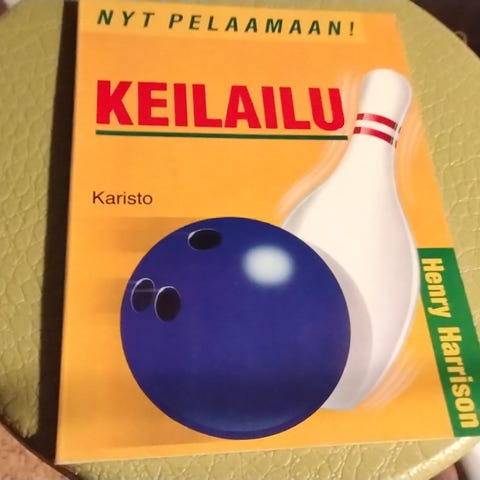 NYT PELAAMAAN!
KEILAILU
Karisto
Henry Harrison